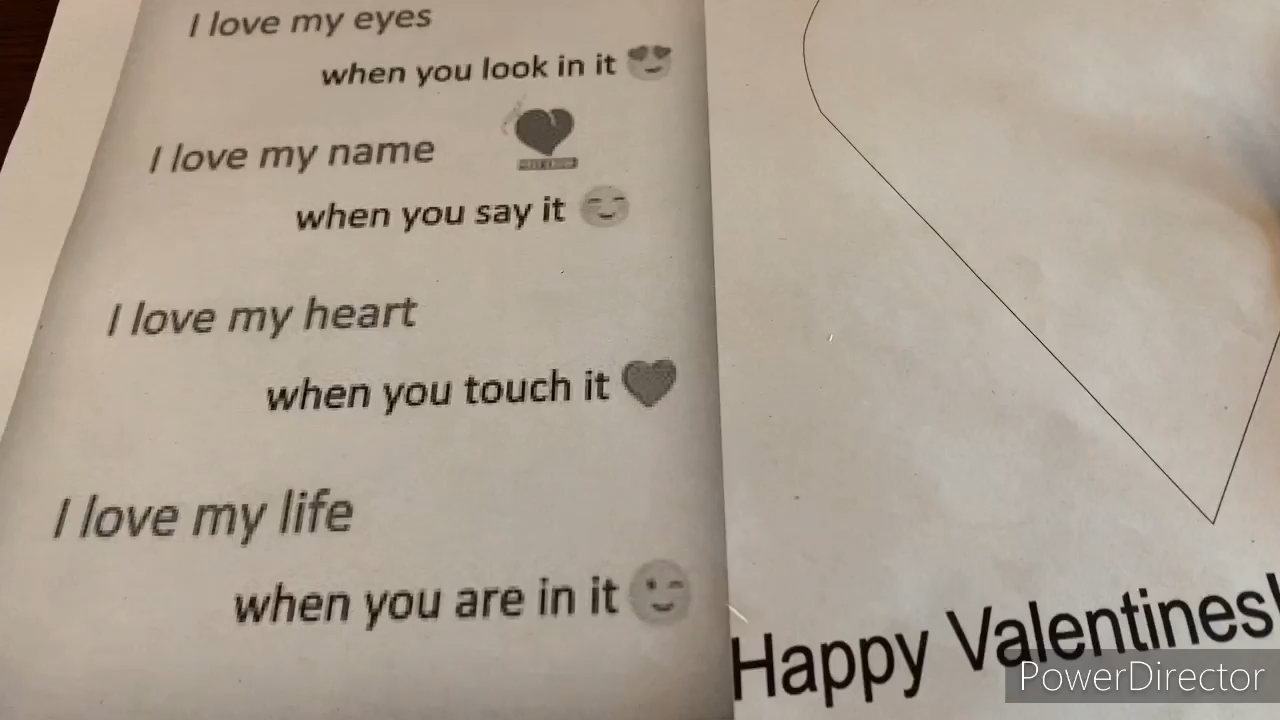 I love my eyes
when you look in it 😍
I love my name
when you say it 😊
I love my heart
when you touch it ❤
I love my life
when you are in it 😉
Happy Valentines!
PowerDirector